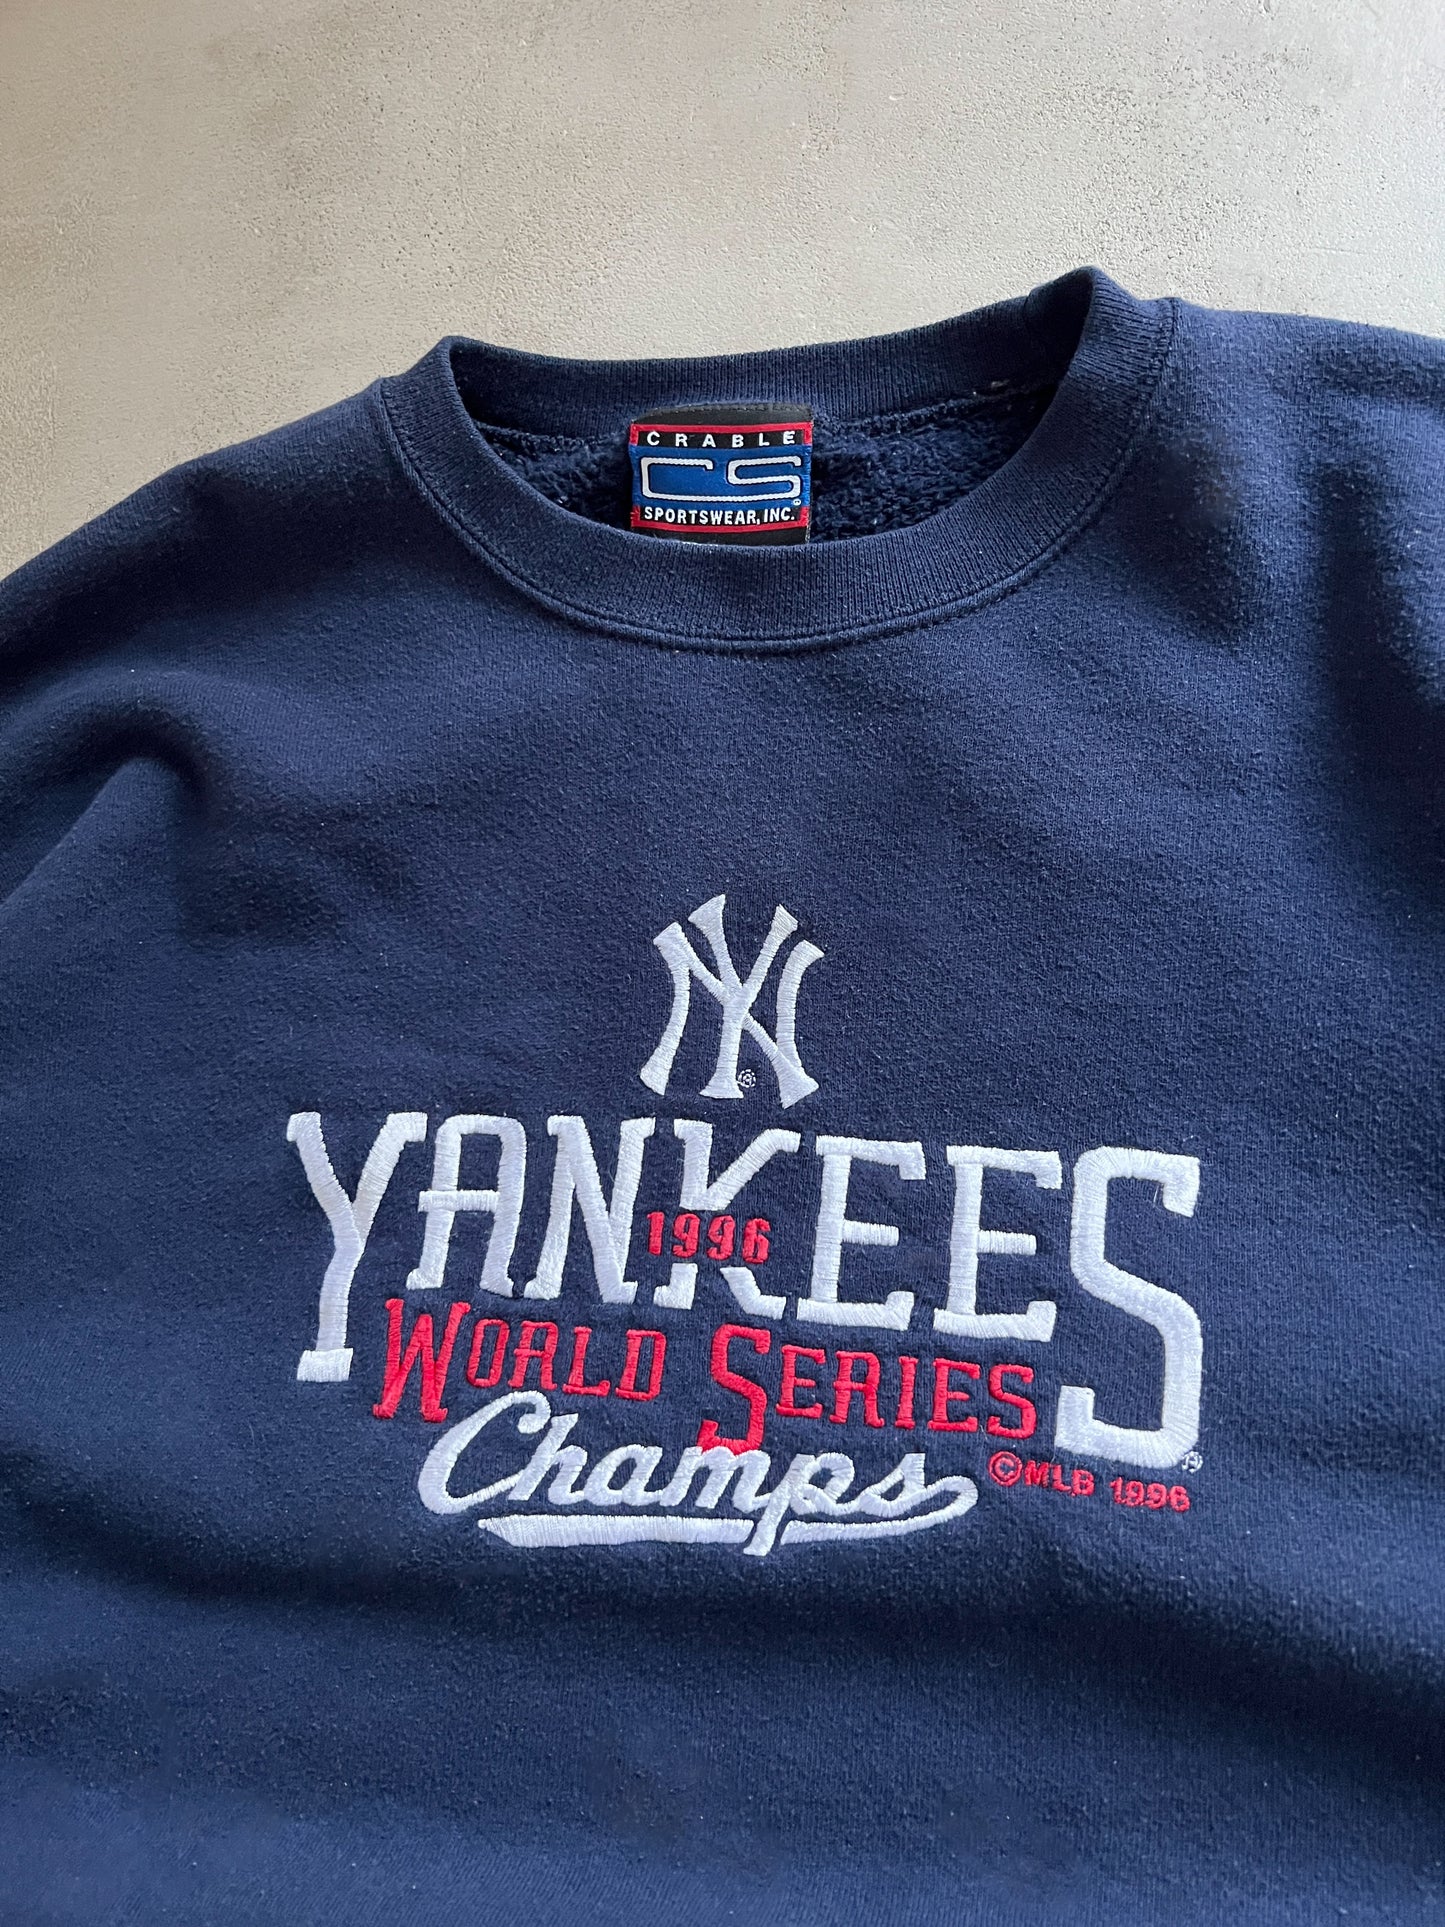 CRABLE
CS
SPORTSWEAR, INC.
NY
YANKEES
1996
WORLD SERIES
Champs
©MLB 1996